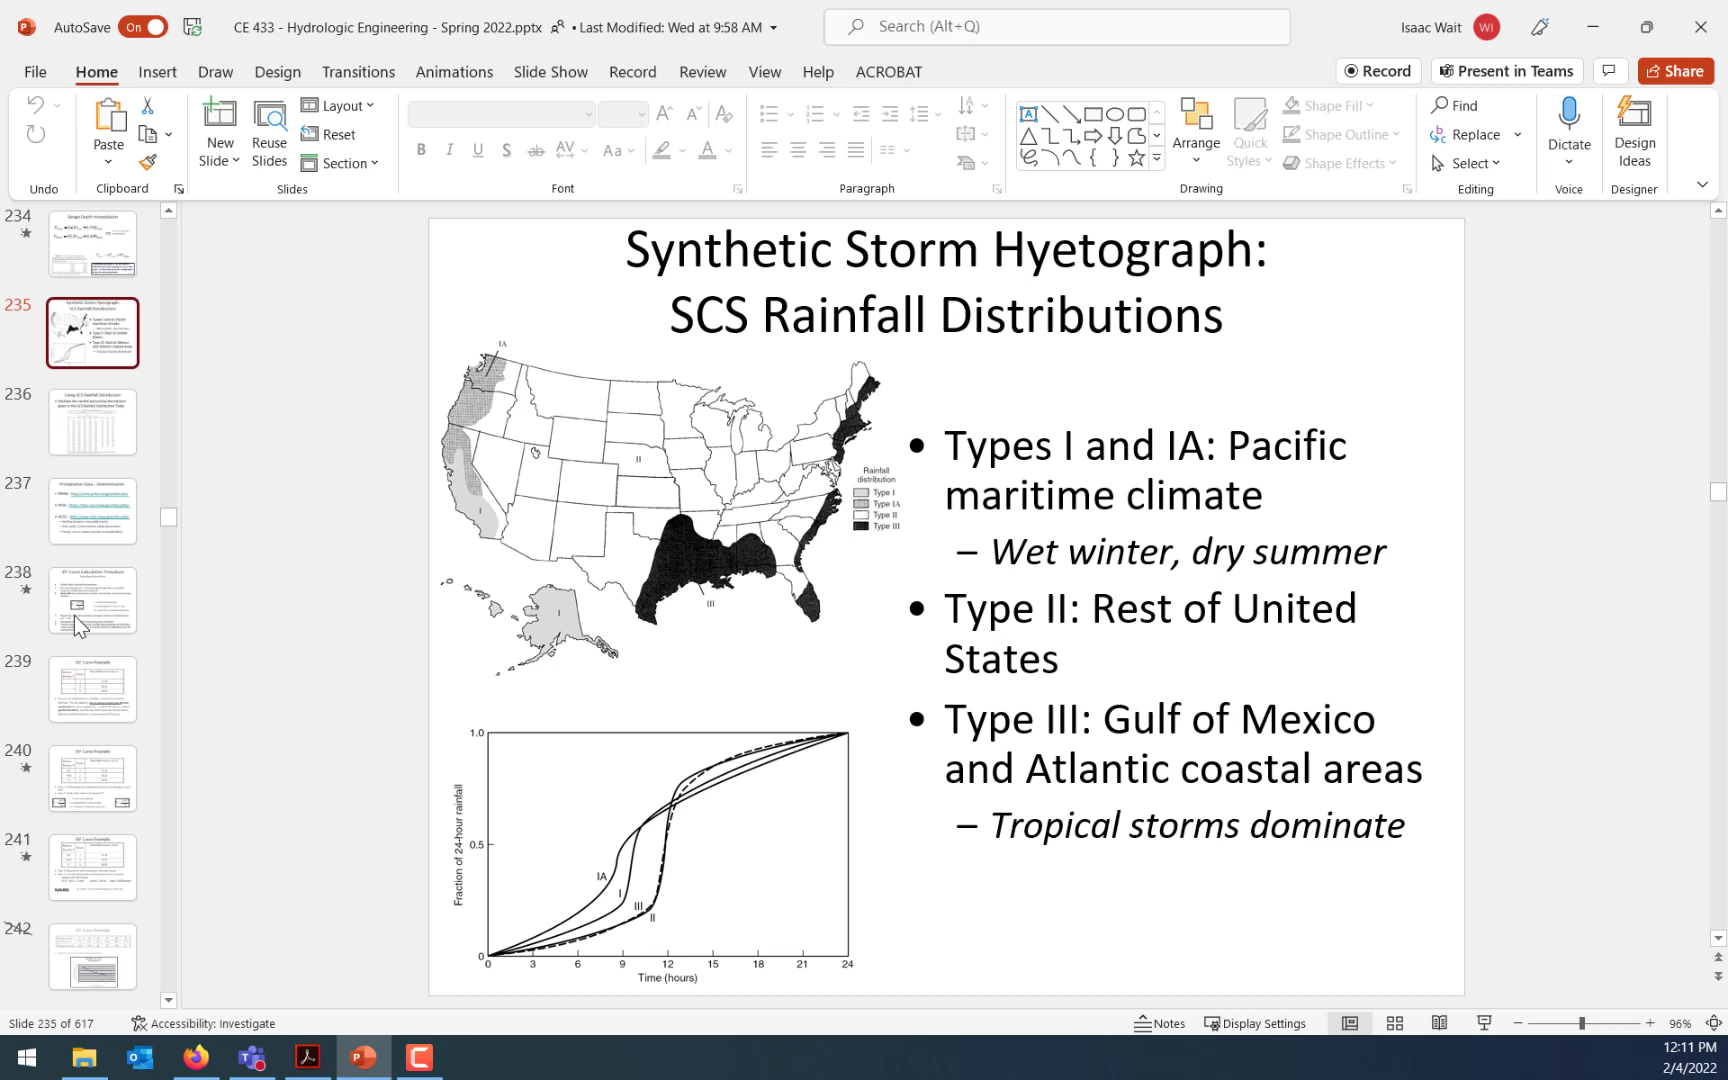 AutoSave On CE 433 - Hydrologic Engineering - Spring 2022.pptx • Last Modified: Wed at 9:58 AM Search (Alt+Q) Isaac Wait WI
File Home Insert Draw Design Transitions Animations Slide Show Record Review View Help ACROBAT Record Present in Teams Share
Paste
New Slide
Reuse Slides
Layout
Reset
Section
Arrange
Quick Styles
Shape Fill
Shape Outline
Shape Effects
Find
Replace
Select
Dictate
Design Ideas
Undo Clipboard Slides Font Paragraph Drawing Editing Voice Designer
234
235
236
237
238
239
240
241
242
Synthetic Storm Hyetograph:
SCS Rainfall Distributions
IA
II
I
I
III
Rainfall
distribution
Type I
Type IA
Type II
Type III
• Types I and IA: Pacific
maritime climate
– Wet winter, dry summer
• Type II: Rest of United
States
• Type III: Gulf of Mexico
and Atlantic coastal areas
– Tropical storms dominate
Fraction of 24-hour rainfall
1.0
0.5
0
IA
I
III
II
0 3 6 9 12 15 18 21 24
Time (hours)
Slide 235 of 617 Accessibility: Investigate Notes Display Settings 96%
12:11 PM
2/4/2022